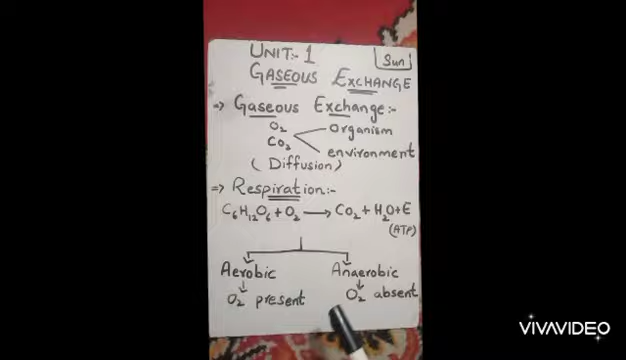 UNIT:- 1
Sun
GASEOUS EXCHANGE
=> Gaseous Exchange:-
O₂
CO₂
Organism
environment
(Diffusion)
=> Respiration:-
C₆H₁₂O₆ + O₂ → CO₂ + H₂O + E
(ATP)
Aerobic
Anaerobic
↓
↓
O₂ present
O₂ absent
VIVAVIDEO